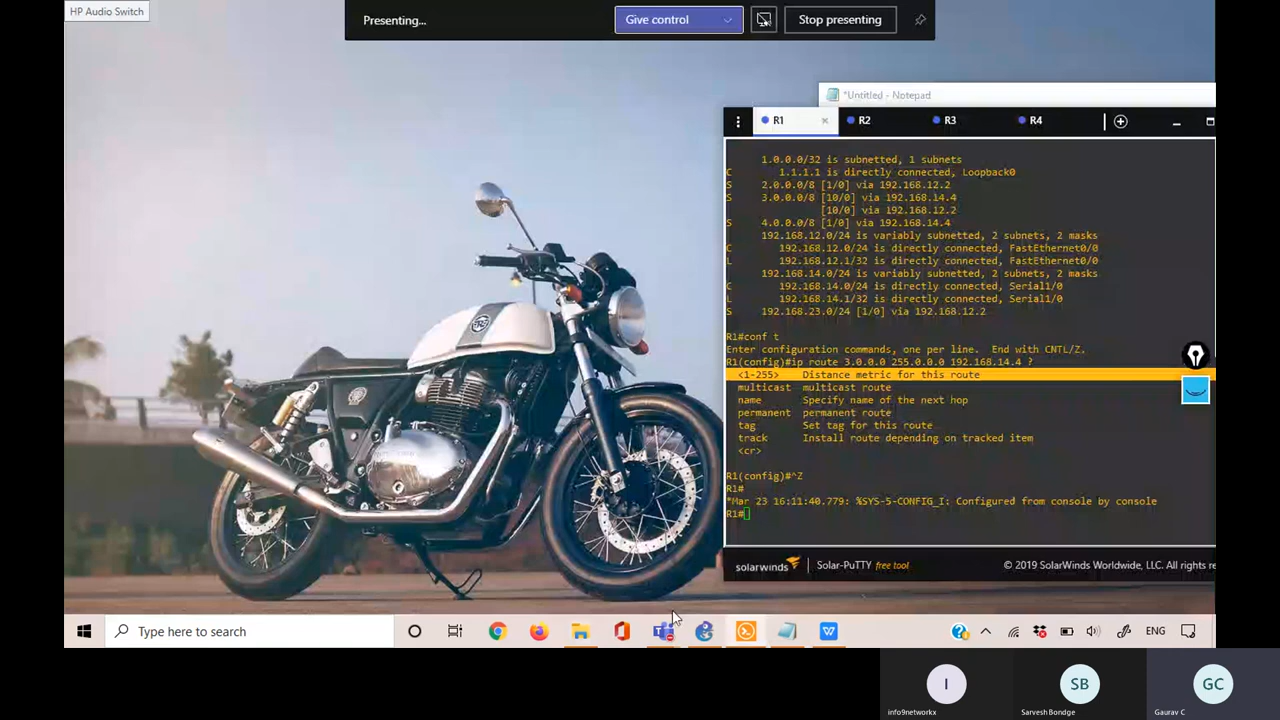 HP Audio Switch
Presenting...
Give control
Stop presenting
*Untitled - Notepad
R1
R2
R3
R4
1.0.0.0/32 is subnetted, 1 subnets
C 1.1.1.1 is directly connected, Loopback0
S 2.0.0.0/8 [1/0] via 192.168.12.2
S 3.0.0.0/8 [10/0] via 192.168.14.4
[10/0] via 192.168.12.2
S 4.0.0.0/8 [1/0] via 192.168.14.4
192.168.12.0/24 is variably subnetted, 2 subnets, 2 masks
C 192.168.12.0/24 is directly connected, FastEthernet0/0
L 192.168.12.1/32 is directly connected, FastEthernet0/0
192.168.14.0/24 is variably subnetted, 2 subnets, 2 masks
C 192.168.14.0/24 is directly connected, Serial1/0
L 192.168.14.1/32 is directly connected, Serial1/0
S 192.168.23.0/24 [1/0] via 192.168.12.2
R1#conf t
Enter configuration commands, one per line. End with CNTL/Z.
R1(config)#ip route 3.0.0.0 255.0.0.0 192.168.14.4 ?
<1-255> Distance metric for this route
multicast multicast route
name Specify name of the next hop
permanent permanent route
tag Set tag for this route
track Install route depending on tracked item
<cr>
R1(config)#^Z
R1#
*Mar 23 16:11:40.779: %SYS-5-CONFIG_I: Configured from console by console
R1#
solarwinds
Solar-PuTTY free tool
© 2019 SolarWinds Worldwide, LLC. All rights re
Type here to search
ENG
I
SB
GC
info9networkx
Sarvesh Bondge
Gaurav C